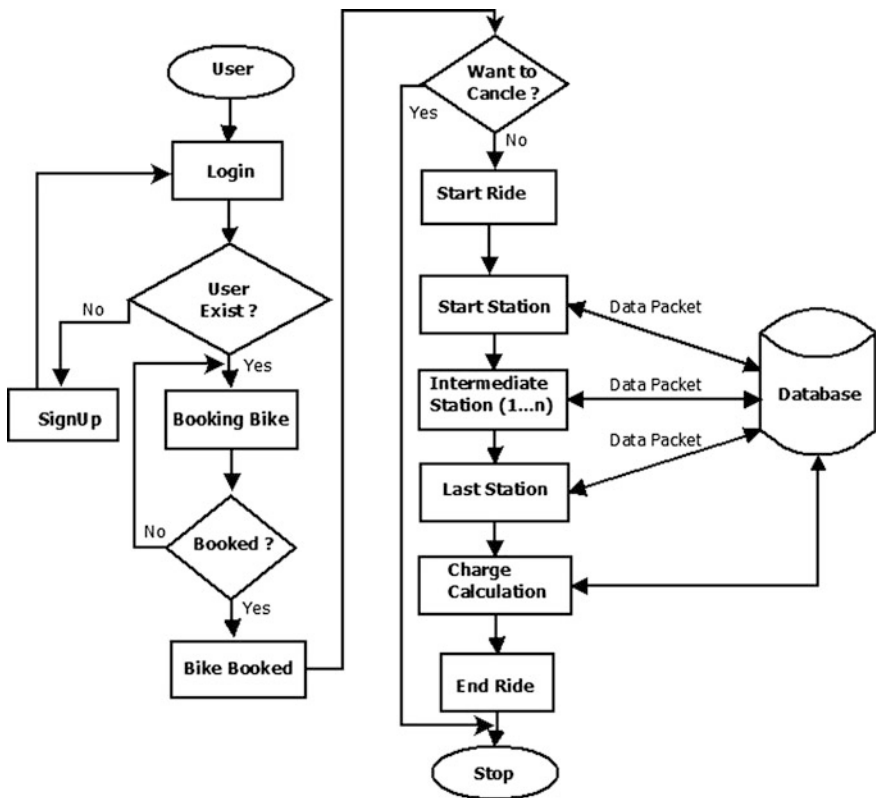 User
Login
User
Exist ?
No
Yes
SignUp
Booking Bike
Booked ?
No
Yes
Bike Booked
Want to
Cancle ?
Yes
No
Start Ride
Start Station
Data Packet
Intermediate
Station (1...n)
Data Packet
Database
Data Packet
Last Station
Charge
Calculation
End Ride
Stop